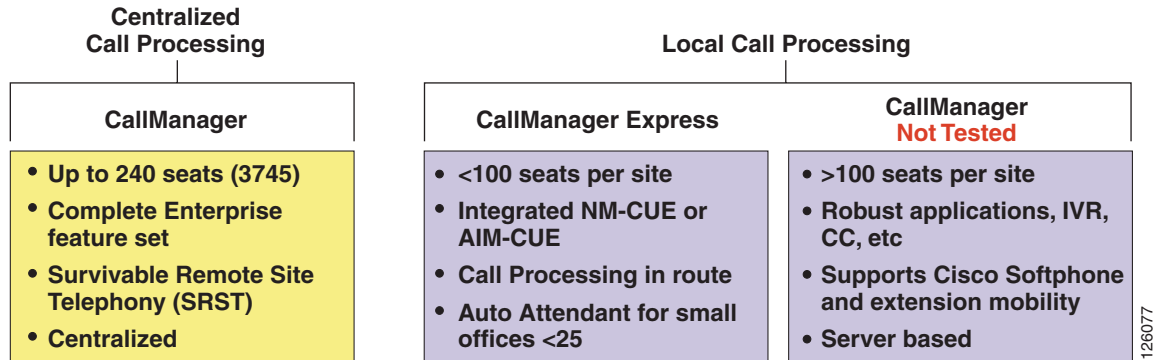 Centralized
Call Processing
Local Call Processing
CallManager
CallManager Express
CallManager
Not Tested
• Up to 240 seats (3745)
• Complete Enterprise
feature set
• Survivable Remote Site
Telephony (SRST)
• Centralized
• <100 seats per site
• Integrated NM-CUE or
AIM-CUE
• Call Processing in route
• Auto Attendant for small
offices <25
• >100 seats per site
• Robust applications, IVR,
CC, etc
• Supports Cisco Softphone
and extension mobility
• Server based
126077